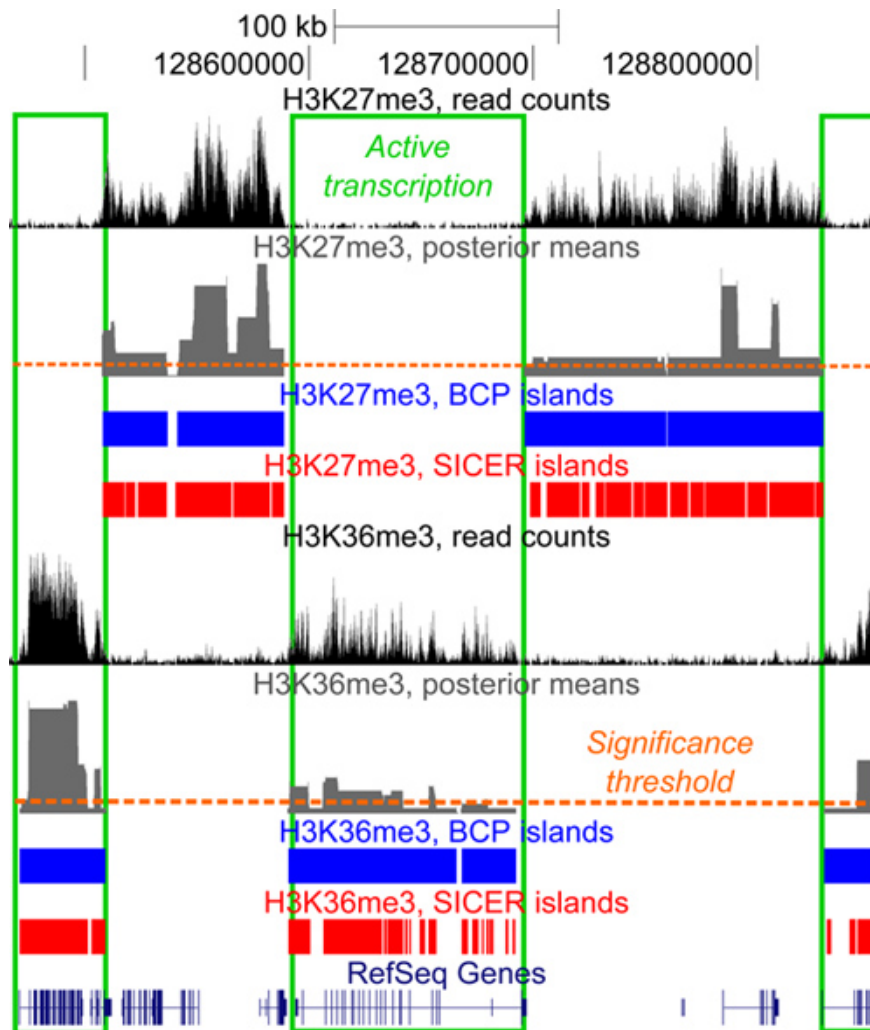 100 kb
128600000 128700000 128800000
H3K27me3, read counts
Active
transcription
H3K27me3, posterior means
H3K27me3, BCP islands
H3K27me3, SICER islands
H3K36me3, read counts
H3K36me3, posterior means
Significance
threshold
H3K36me3, BCP islands
H3K36me3, SICER islands
RefSeq Genes